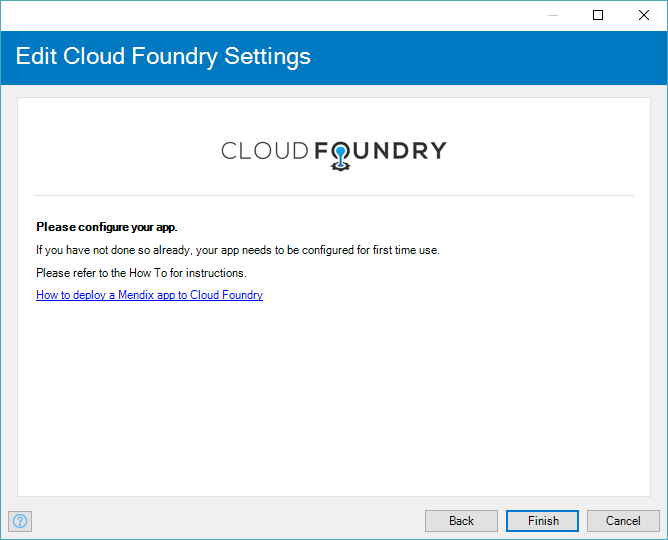 Edit Cloud Foundry Settings
CLOUD FOUNDRY
Please configure your app.
If you have not done so already, your app needs to be configured for first time use.
Please refer to the How To for instructions.
How to deploy a Mendix app to Cloud Foundry
?
Back
Finish
Cancel